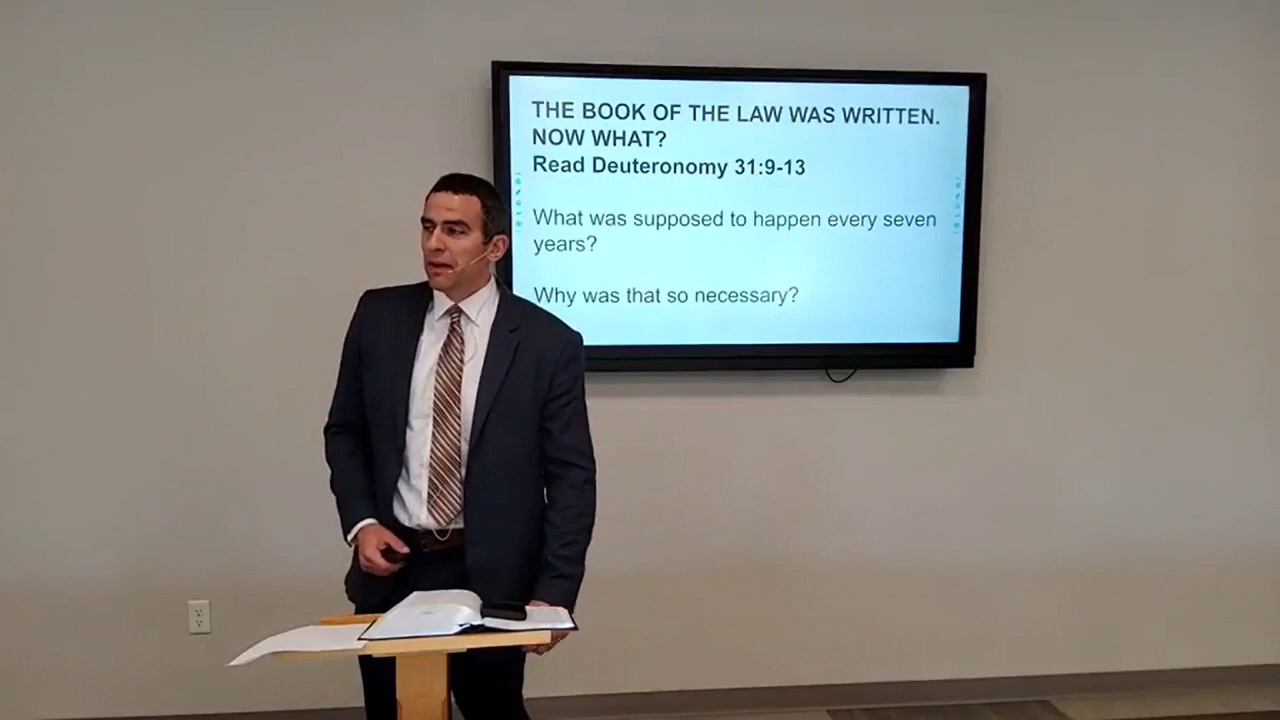 THE BOOK OF THE LAW WAS WRITTEN.
NOW WHAT?
Read Deuteronomy 31:9-13
What was supposed to happen every seven
years?
Why was that so necessary?